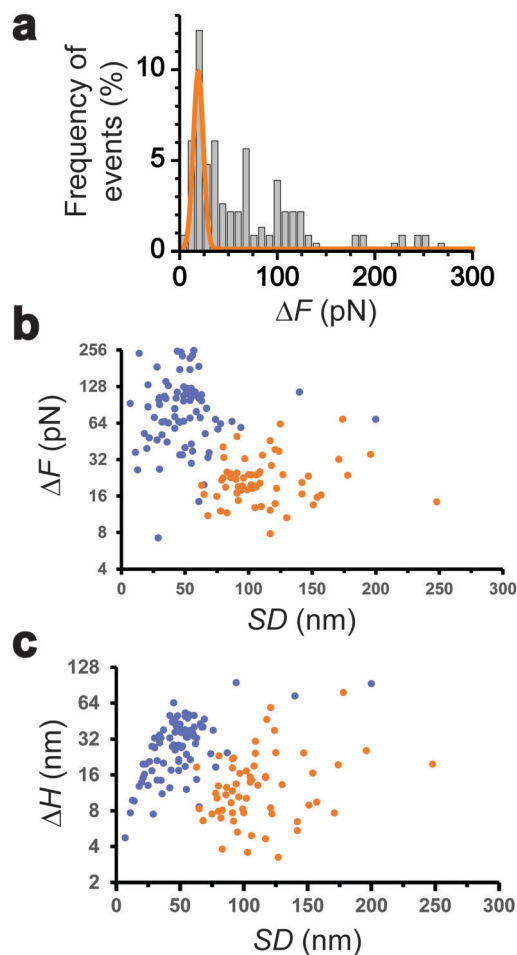 a
Frequency of
events (%)
10
5
0
0 100 200 300
ΔF (pN)
b
ΔF (pN)
256
128
64
32
16
8
4
0 50 100 150 200 250 300
SD (nm)
c
ΔH (nm)
128
64
32
16
8
4
2
0 50 100 150 200 250 300
SD (nm)